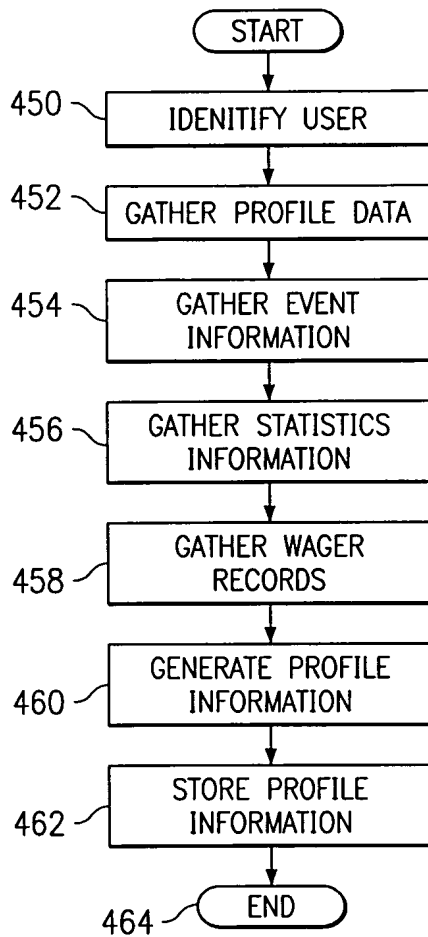 START
450
IDENITIFY USER
452
GATHER PROFILE DATA
454
GATHER EVENT
INFORMATION
456
GATHER STATISTICS
INFORMATION
458
GATHER WAGER
RECORDS
460
GENERATE PROFILE
INFORMATION
462
STORE PROFILE
INFORMATION
464
END